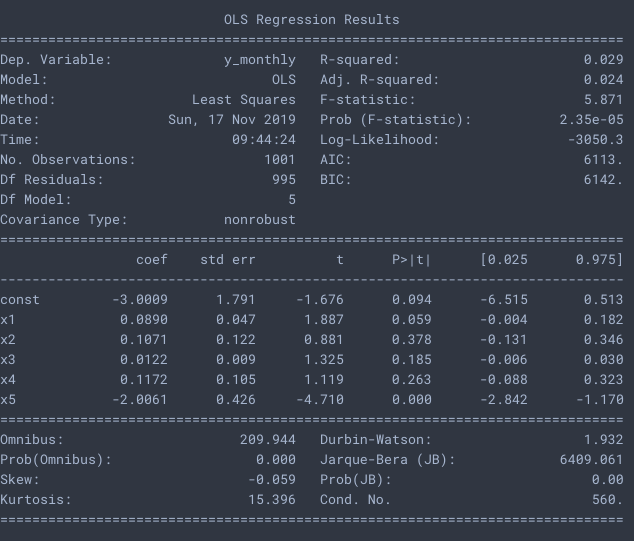 OLS Regression Results
==============================================================================
Dep. Variable:              y_monthly   R-squared:                       0.029
Model:                            OLS   Adj. R-squared:                  0.024
Method:                 Least Squares   F-statistic:                     5.871
Date:                Sun, 17 Nov 2019   Prob (F-statistic):           2.35e-05
Time:                        09:44:24   Log-Likelihood:                -3050.3
No. Observations:                1001   AIC:                             6113.
Df Residuals:                     995   BIC:                             6142.
Df Model:                           5
Covariance Type:            nonrobust
==============================================================================
                 coef    std err          t      P>|t|      [0.025      0.975]
------------------------------------------------------------------------------
const         -3.0009      1.791     -1.676      0.094      -6.515       0.513
x1             0.0890      0.047      1.887      0.059      -0.004       0.182
x2             0.1071      0.122      0.881      0.378      -0.131       0.346
x3             0.0122      0.009      1.325      0.185      -0.006       0.030
x4             0.1172      0.105      1.119      0.263      -0.088       0.323
x5            -2.0061      0.426     -4.710      0.000      -2.842      -1.170
==============================================================================
Omnibus:                      209.944   Durbin-Watson:                   1.932
Prob(Omnibus):                  0.000   Jarque-Bera (JB):             6409.061
Skew:                          -0.059   Prob(JB):                         0.00
Kurtosis:                      15.396   Cond. No.                         560.
==============================================================================